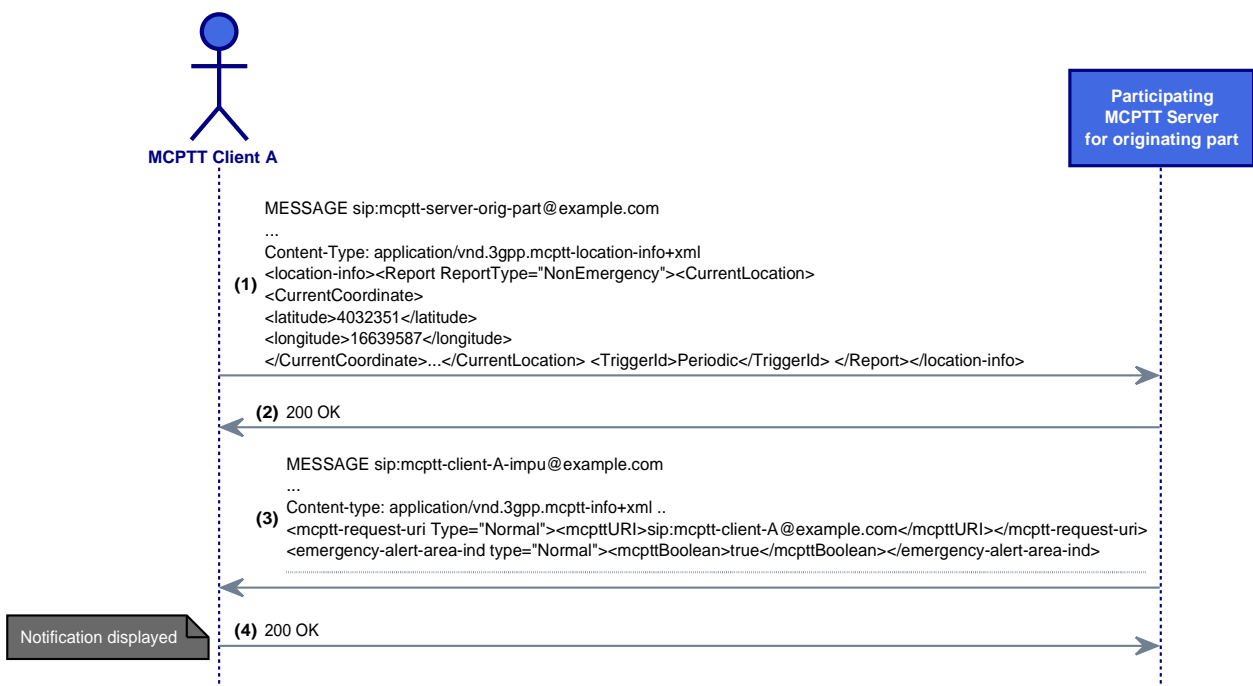 Participating
MCPTT Server
for originating part
MCPTT Client A
MESSAGE sip:mcptt-server-orig-part@example.com
...
Content-Type: application/vnd.3gpp.mcptt-location-info+xml
(1) <location-info><Report ReportType="NonEmergency"><CurrentLocation>
<CurrentCoordinate>
<latitude>4032351</latitude>
<longitude>16639587</longitude>
</CurrentCoordinate>...</CurrentLocation> <TriggerId>Periodic</TriggerId> </Report></location-info>
(2) 200 OK
MESSAGE sip:mcptt-client-A-impu@example.com
...
(3) Content-type: application/vnd.3gpp.mcptt-info+xml ..
<mcptt-request-uri Type="Normal"><mcpttURI>sip:mcptt-client-A@example.com</mcpttURI></mcptt-request-uri>
<emergency-alert-area-ind type="Normal"><mcpttBoolean>true</mcpttBoolean></emergency-alert-area-ind>
Notification displayed
(4) 200 OK